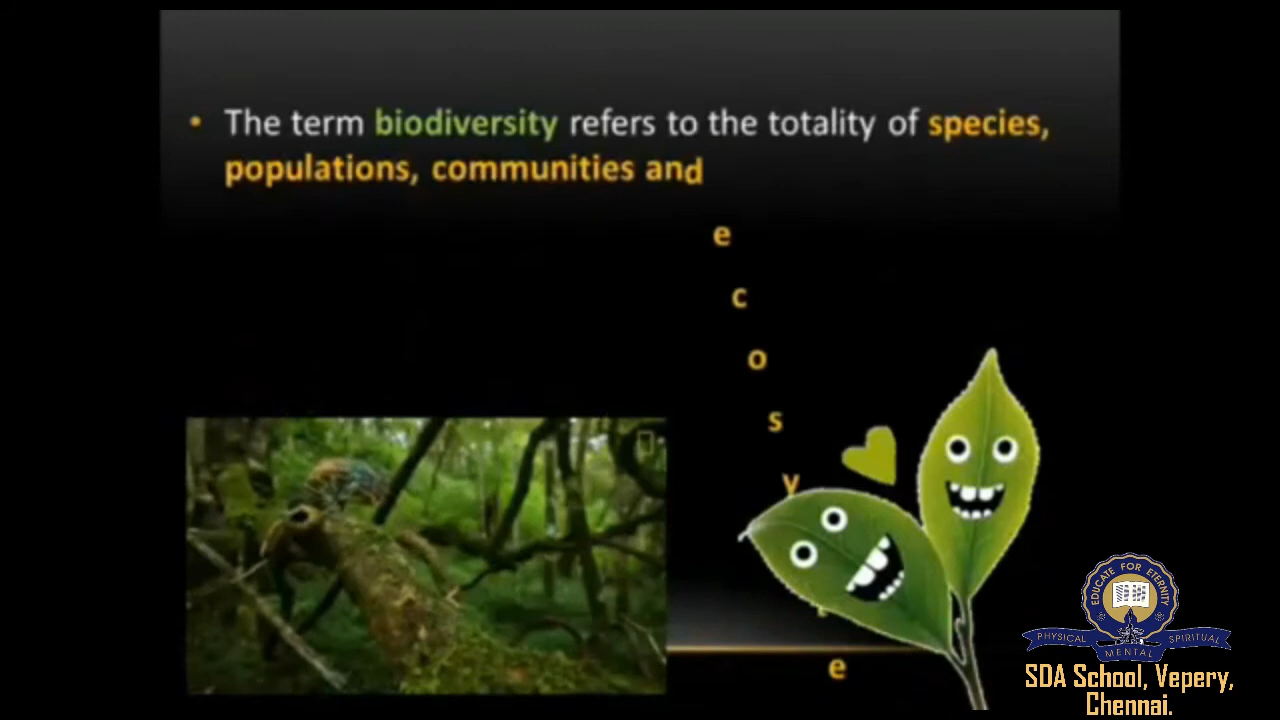 • The term biodiversity refers to the totality of species,
populations, communities and
e
c
o
s
y
e
EDUCATE FOR ETERNITY
PHYSICAL
MENTAL
SPIRITUAL
SDA School, Vepery,
Chennai.